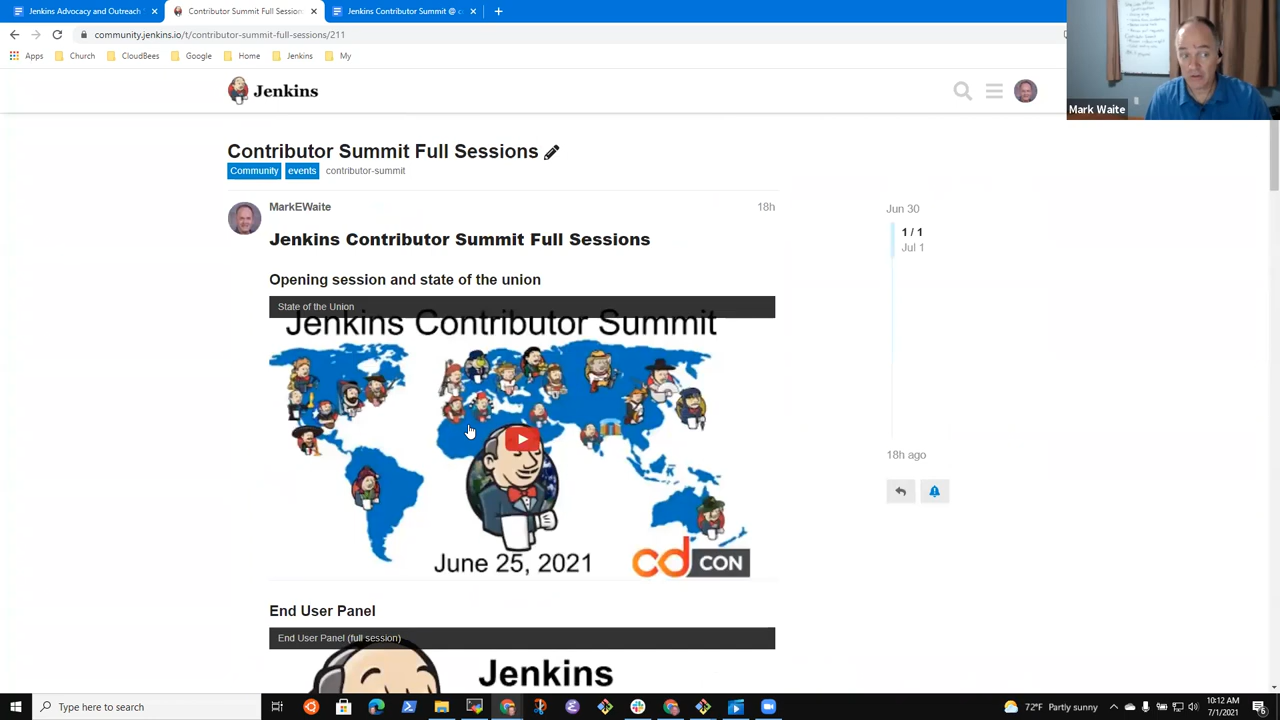 Jenkins Advocacy and Outreach
Contributor Summit Full Session
Jenkins Contributor Summit @ c
community.jenkins.io/t/contributor-summit-full-sessions/211
Apps
Church
CloudBees
Google
Home
Jenkins
My
Mark Waite
Jenkins
Contributor Summit Full Sessions
Community
events
contributor-summit
MarkEWaite
18h
Jun 30
1 / 1
Jul 1
18h ago
Jenkins Contributor Summit Full Sessions
Opening session and state of the union
State of the Union
Jenkins Contributor Summit
June 25, 2021
cd CON
End User Panel
End User Panel (full session)
Jenkins
Type here to search
72°F Partly sunny
10:12 AM
7/1/2021
6